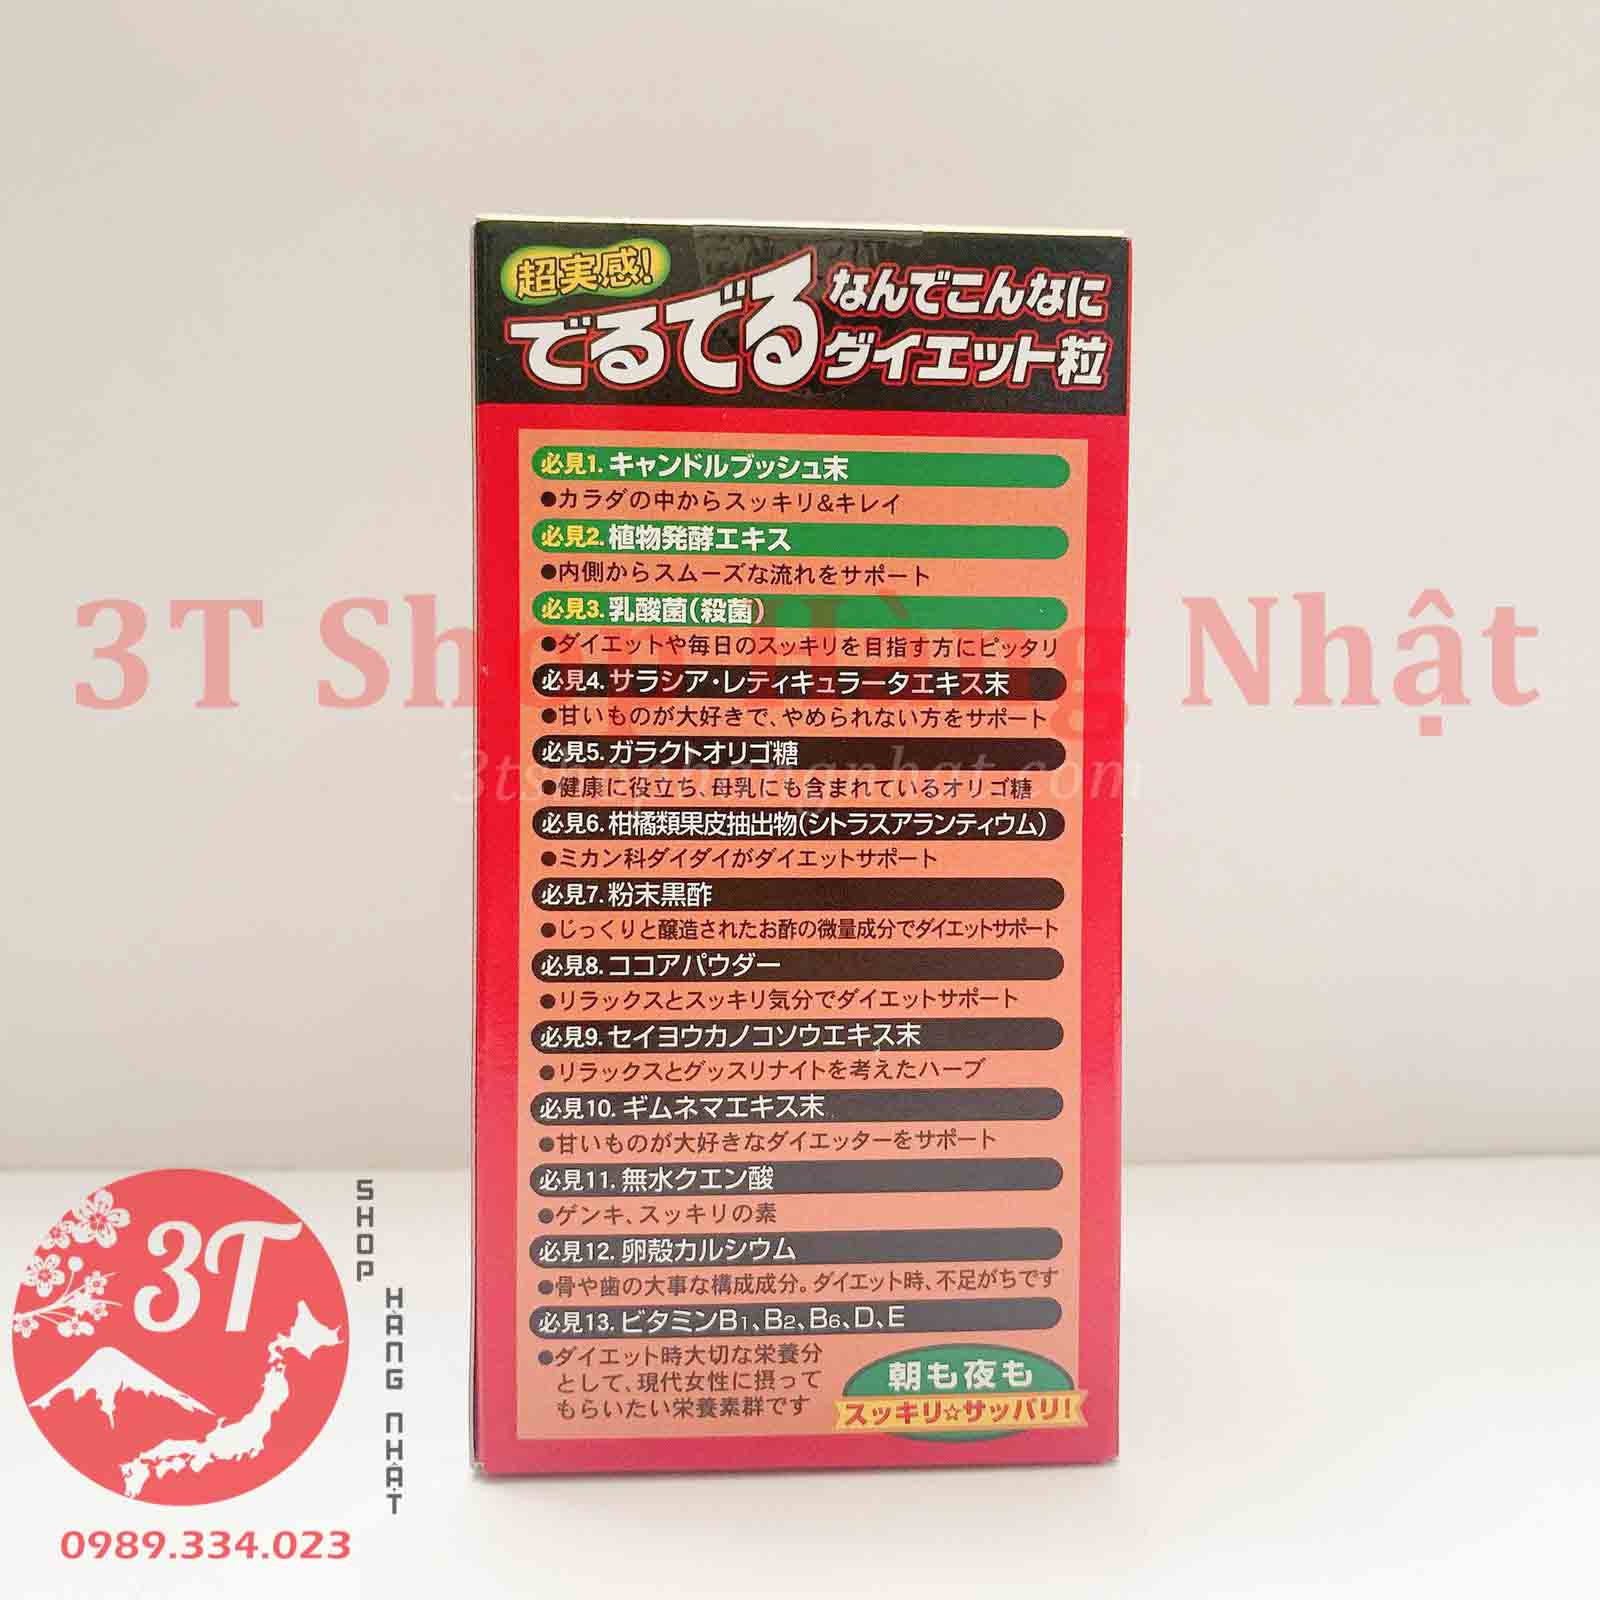 超実感!
でるでる
なんでこんなに
ダイエット粒
必見1. キャンドルブッシュ末
●カラダの中からスッキリ&キレイ
必見2. 植物発酵エキス
●内側からスムーズな流れをサポート
必見3. 乳酸菌(殺菌)
●ダイエットや毎日のスッキリを目指す方にピッタリ
必見4. サラシア・レティキュラータエキス末
●甘いものが大好きで、やめられない方をサポート
必見5. ガラクトオリゴ糖
●健康に役立ち、母乳にも含まれているオリゴ糖
必見6. 柑橘類果皮抽出物(シトラスアランティウム)
●ミカン科ダイダイがダイエットサポート
必見7. 粉末黒酢
●じっくりと醸造されたお酢の微量成分でダイエットサポート
必見8. ココアパウダー
●リラックスとスッキリ気分でダイエットサポート
必見9. セイヨウカノコソウエキス末
●リラックスとグッスリナイトを考えたハーブ
必見10. ギムネマエキス末
●甘いものが大好きなダイエッターをサポート
必見11. 無水クエン酸
●ゲンキ、スッキリの素
必見12. 卵殻カルシウム
●骨や歯の大事な構成成分。ダイエット時、不足がちです
必見13. ビタミンB1、B2、B6、D、E
●ダイエット時大切な栄養分
として、現代女性に摂って
もらいたい栄養素群です
朝も夜も
スッキリ☆サッパリ!
3T Shop Hàng Nhật
3tshophangnhat.com
3T
SHOP HÀNG NHẬT
0989.334.023